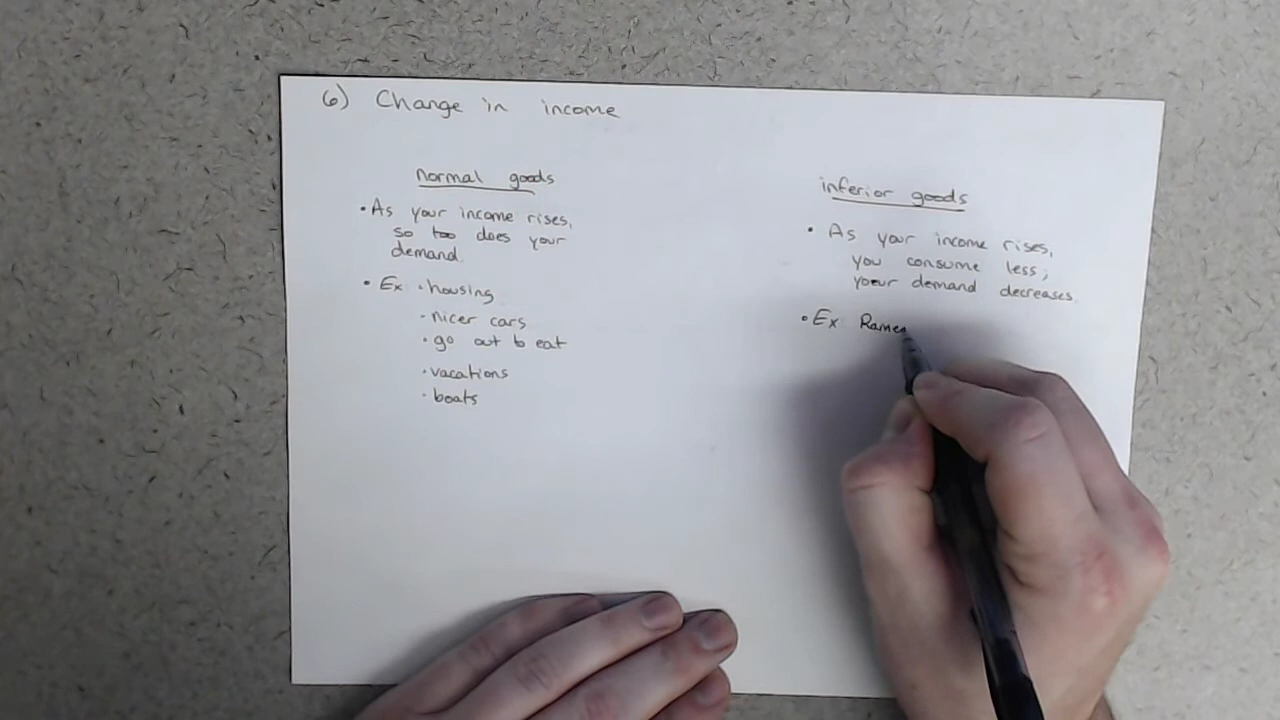 6) Change in income
normal goods
• As your income rises,
so too does your
demand.
• Ex • housing
• nicer cars
• go out to eat
• vacations
• boats
inferior goods
• As your income rises,
you consume less;
your demand decreases.
• Ex Ramen